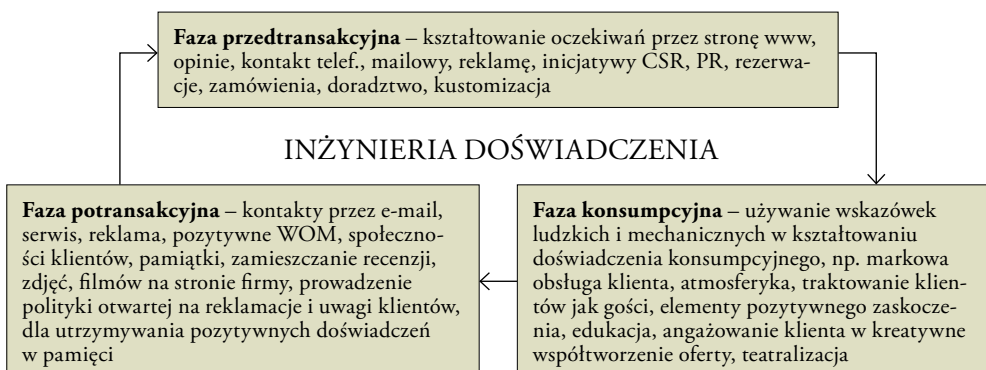 Faza przedtransakcyjna – kształtowanie oczekiwań przez stronę www,
opinie, kontakt telef., mailowy, reklamę, inicjatywy CSR, PR, rezerwa-
cje, zamówienia, doradztwo, kustomizacja
INŻYNIERIA DOŚWIADCZENIA
Faza potransakcyjna – kontakty przez e-mail,
serwis, reklama, pozytywne WOM, społeczno-
ści klientów, pamiątki, zamieszczanie recenzji,
zdjęć, filmów na stronie firmy, prowadzenie
polityki otwartej na reklamacje i uwagi klientów,
dla utrzymywania pozytywnych doświadczeń
w pamięci
Faza konsumpcyjna – używanie wskazówek
ludzkich i mechanicznych w kształtowaniu
doświadczenia konsumpcyjnego, np. markowa
obsługa klienta, atmosferyka, traktowanie klien-
tów jak gości, elementy pozytywnego zaskocze-
nia, edukacja, angażowanie klienta w kreatywne
współtworzenie oferty, teatralizacja